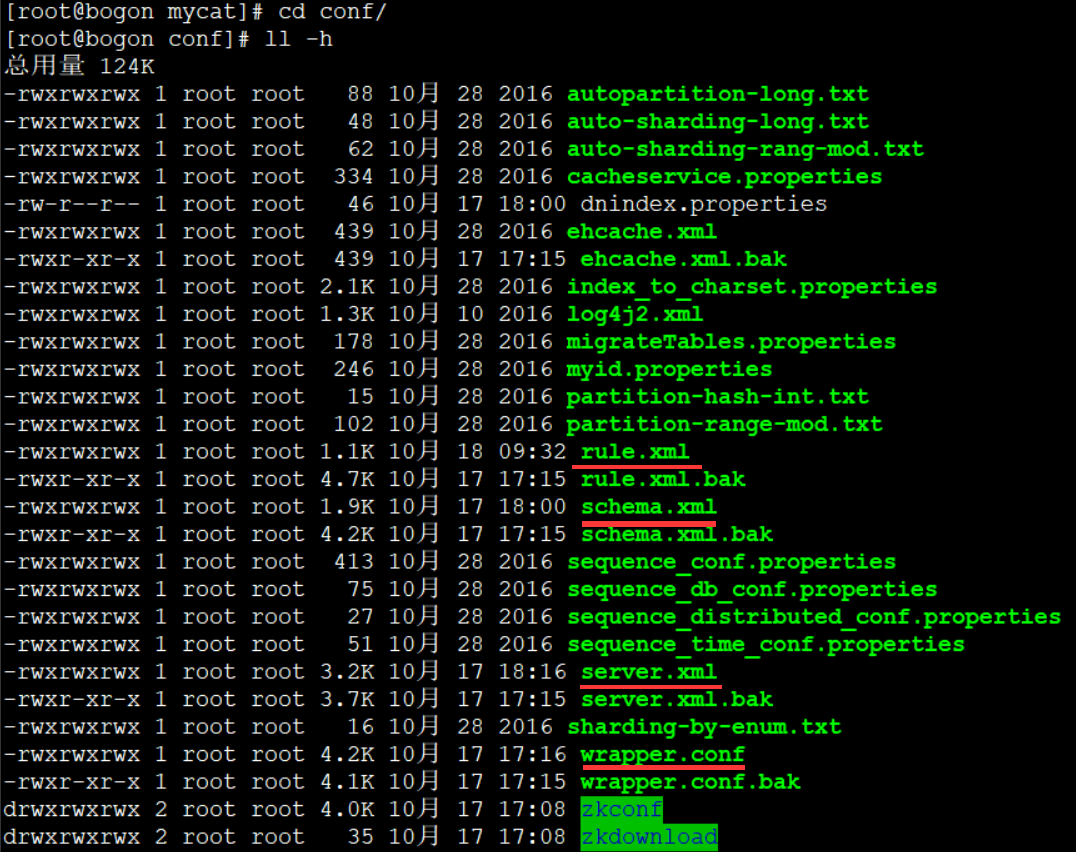 [root@bogon mycat]# cd conf/
[root@bogon conf]# ll -h
总用量 124K
-rwxrwxrwx 1 root root   88 10月 28 2016 autopartition-long.txt
-rwxrwxrwx 1 root root   48 10月 28 2016 auto-sharding-long.txt
-rwxrwxrwx 1 root root   62 10月 28 2016 auto-sharding-rang-mod.txt
-rwxrwxrwx 1 root root  334 10月 28 2016 cacheservice.properties
-rw-r--r-- 1 root root   46 10月 17 18:00 dnindex.properties
-rwxrwxrwx 1 root root  439 10月 28 2016 ehcache.xml
-rwxr-xr-x 1 root root  439 10月 17 17:15 ehcache.xml.bak
-rwxrwxrwx 1 root root 2.1K 10月 28 2016 index_to_charset.properties
-rwxrwxrwx 1 root root 1.3K 10月 10 2016 log4j2.xml
-rwxrwxrwx 1 root root  178 10月 28 2016 migrateTables.properties
-rwxrwxrwx 1 root root  246 10月 28 2016 myid.properties
-rwxrwxrwx 1 root root   15 10月 28 2016 partition-hash-int.txt
-rwxrwxrwx 1 root root  102 10月 28 2016 partition-range-mod.txt
-rwxrwxrwx 1 root root 1.1K 10月 18 09:32 rule.xml
-rwxr-xr-x 1 root root 4.7K 10月 17 17:15 rule.xml.bak
-rwxrwxrwx 1 root root 1.9K 10月 17 18:00 schema.xml
-rwxr-xr-x 1 root root 4.2K 10月 17 17:15 schema.xml.bak
-rwxrwxrwx 1 root root  413 10月 28 2016 sequence_conf.properties
-rwxrwxrwx 1 root root   75 10月 28 2016 sequence_db_conf.properties
-rwxrwxrwx 1 root root   27 10月 28 2016 sequence_distributed_conf.properties
-rwxrwxrwx 1 root root   51 10月 28 2016 sequence_time_conf.properties
-rwxrwxrwx 1 root root 3.2K 10月 17 18:16 server.xml
-rwxr-xr-x 1 root root 3.7K 10月 17 17:15 server.xml.bak
-rwxrwxrwx 1 root root   16 10月 28 2016 sharding-by-enum.txt
-rwxrwxrwx 1 root root 4.2K 10月 17 17:16 wrapper.conf
-rwxr-xr-x 1 root root 4.1K 10月 17 17:15 wrapper.conf.bak
drwxrwxrwx 2 root root 4.0K 10月 17 17:08 zkconf
drwxrwxrwx 2 root root   35 10月 17 17:08 zkdownload